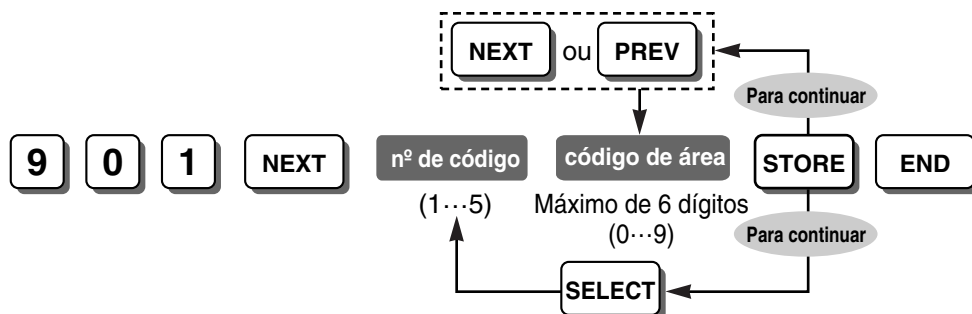 NEXT ou PREV
Para continuar
9 0 1 NEXT nº de código código de área STORE END
(1···5) Máximo de 6 dígitos
(0···9) Para continuar
SELECT